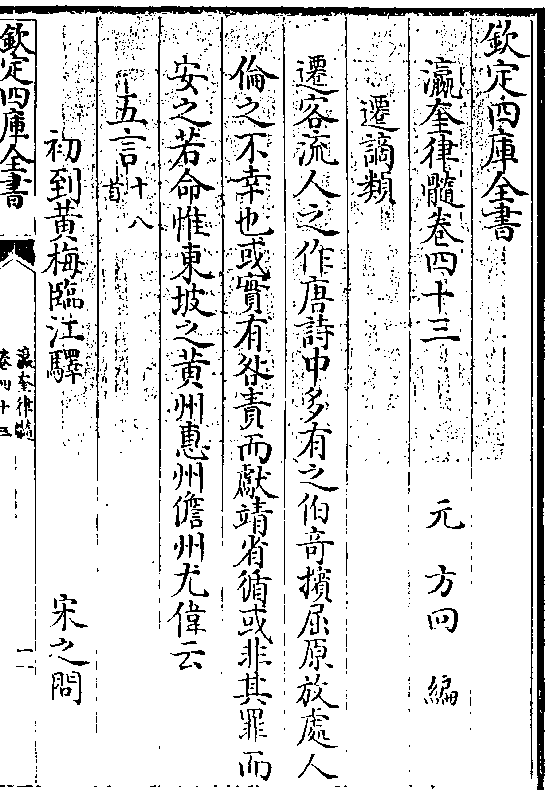 欽定四庫全書
瀛奎律髓卷四十三
元 方回 編
遷謫類
遷客流人之作唐詩中多有之伯竒擯屈原放處人
倫之不幸也或實有咎責而獻靖省循或非其罪而
安之若命惟東坡之黄州惠州儋州尤偉云
五言十八首
初到黄梅臨江驛
宋之問
欽定四庫全書
瀛奎律髓
卷四十三
一